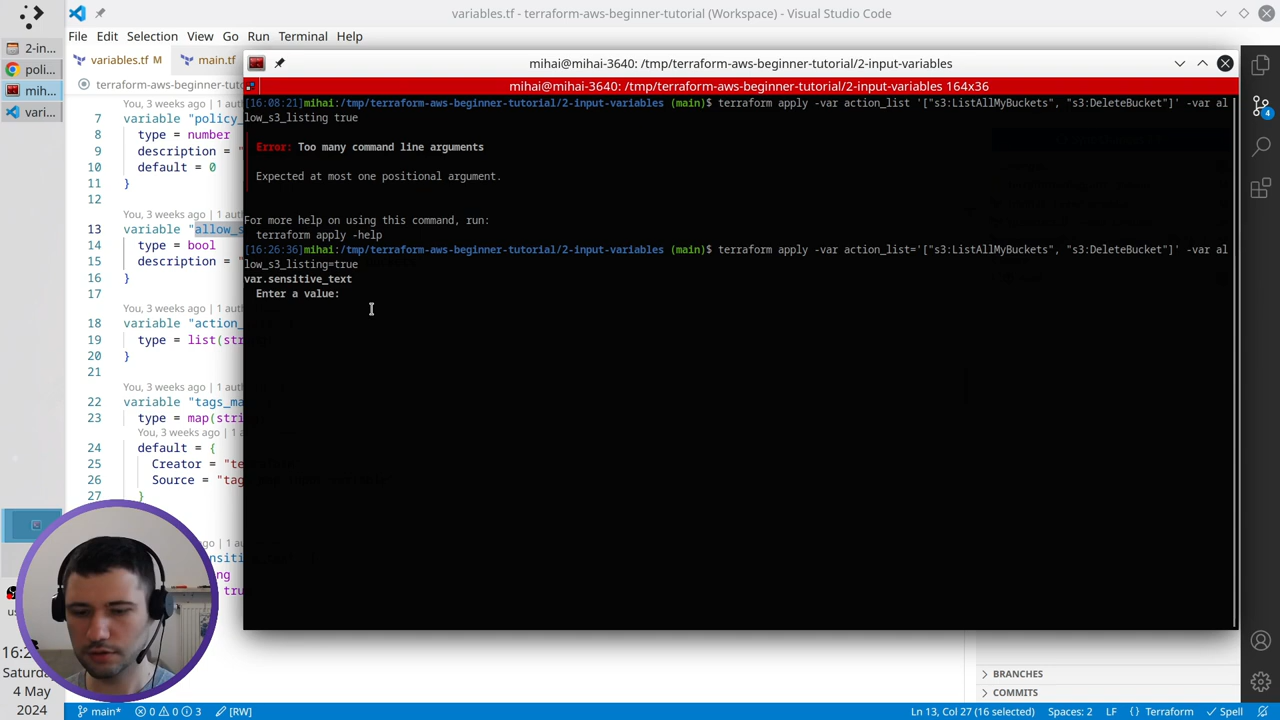 variables.tf - terraform-aws-beginner-tutorial (Workspace) - Visual Studio Code
File Edit Selection View Go Run Terminal Help
2-in...
poli...
mih...
vari...
variables.tf M
main.tf
mihai@mihai-3640: /tmp/terraform-aws-beginner-tutorial/2-input-variables
mihai@mihai-3640: /tmp/terraform-aws-beginner-tutorial/2-input-variables 164x36
terraform-aws-beginner-tuto
You, 3 weeks ago | 1 auth
7 variable "policy_
8 type = number
9 description = "
10 default = 0
11 }
12
You, 3 weeks ago | 1 aut
13 variable "allow_s
14 type = bool
15 description = "
16 }
17
You, 3 weeks ago | 1 aut
18 variable "action_
19 type = list(str
20 }
21
You, 3 weeks ago | 1 aut
22 variable "tags_ma
23 type = map(stri
You, 3 weeks ago | 1 auth
24 default = {
25 Creator = "te
26 Source = "tag
27 }
[16:08:21]mihai:/tmp/terraform-aws-beginner-tutorial/2-input-variables (main)$ terraform apply -var action_list '["s3:ListAllMyBuckets", "s3:DeleteBucket"]' -var al
low_s3_listing true
Error: Too many command line arguments
Expected at most one positional argument.
For more help on using this command, run:
terraform apply -help
[16:26:36]mihai:/tmp/terraform-aws-beginner-tutorial/2-input-variables (main)$ terraform apply -var action_list='["s3:ListAllMyBuckets", "s3:DeleteBucket"]' -var al
low_s3_listing=true
var.sensitive_text
Enter a value:
4
BRANCHES
COMMITS
Saturda
4 May
2024
main* 0 0 3 [RW]
Ln 13, Col 27 (16 selected) Spaces: 2 LF {} Terraform Spell